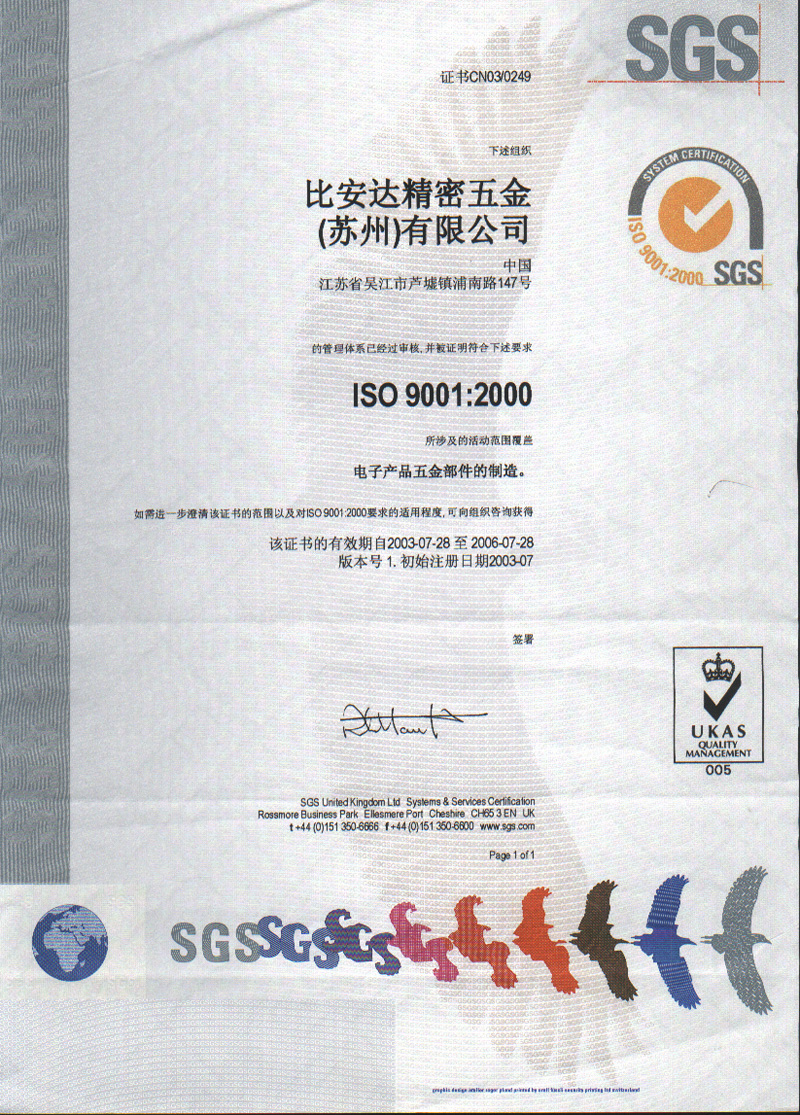 SGS
证书CN03/0249
下述组织
比安达精密五金
(苏州)有限公司
中国
江苏省吴江市芦墟镇浦南路147号
SYSTEM CERTIFICATION
ISO 9001:2000
SGS
的管理体系已经过审核,并被证明符合下述要求
ISO 9001:2000
所涉及的活动范围覆盖
电子产品五金部件的制造。
如需进一步澄清该证书的范围以及对ISO 9001:2000要求的适用程度,可向组织咨询获得
该证书的有效期自2003-07-28 至 2006-07-28
版本号 1. 初始注册日期2003-07
签署
UKAS
QUALITY
MANAGEMENT
005
SGS United Kingdom Ltd Systems & Services Certification
Rossmore Business Park Ellesmere Port Cheshire CH65 3 EN UK
t +44 (0)151 350-6666 f +44 (0)151 350-6600 www.sgs.com
Page 1 of 1
SGS SGS SGS